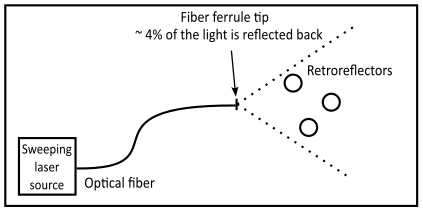 Fiber ferrule tip
~ 4% of the light is reflected back
Retroreflectors
Sweeping
laser
source
Optical fiber